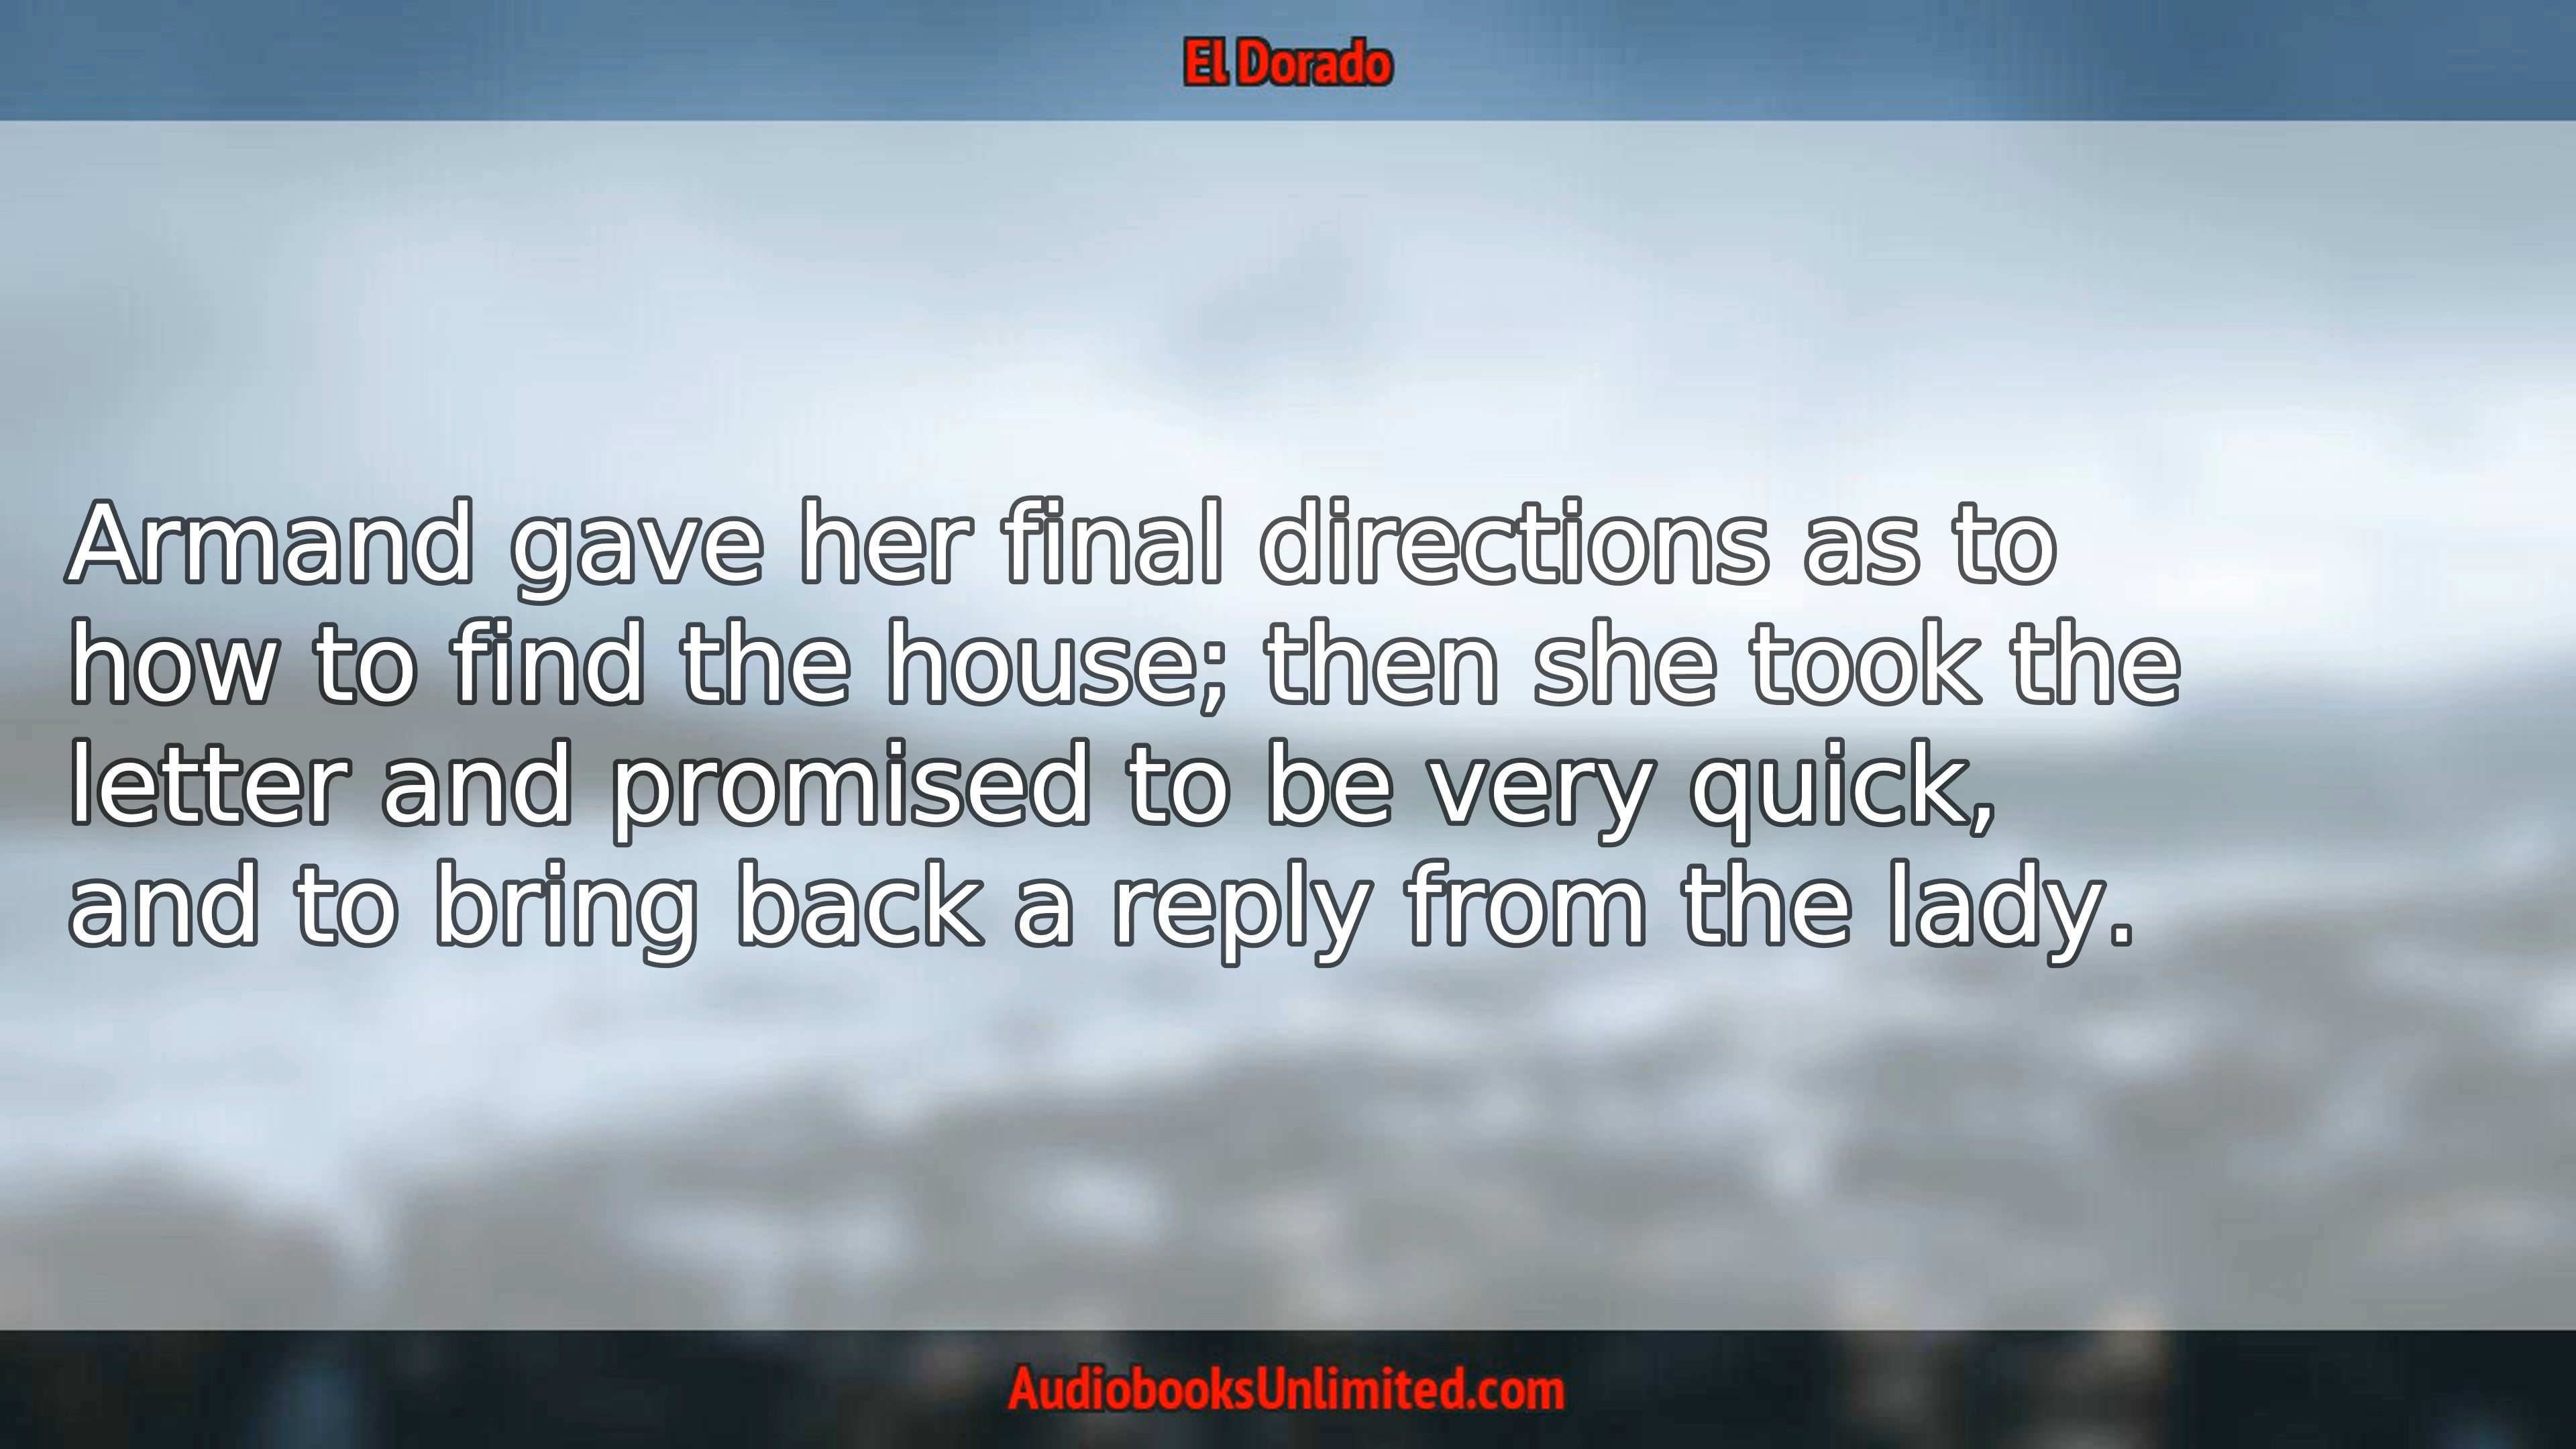 El Dorado
Armand gave her final directions as to
how to find the house; then she took the
letter and promised to be very quick,
and to bring back a reply from the lady.
AudiobooksUnlimited.com